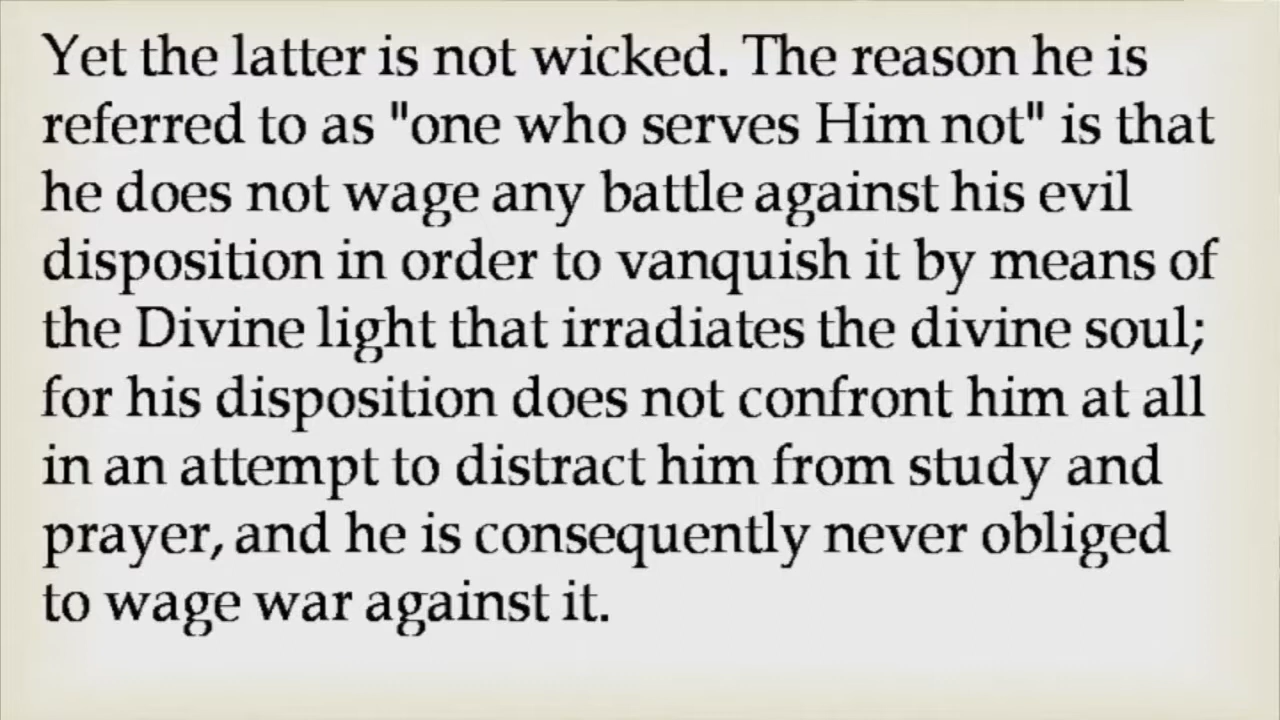 Yet the latter is not wicked. The reason he is
referred to as "one who serves Him not" is that
he does not wage any battle against his evil
disposition in order to vanquish it by means of
the Divine light that irradiates the divine soul;
for his disposition does not confront him at all
in an attempt to distract him from study and
prayer, and he is consequently never obliged
to wage war against it.